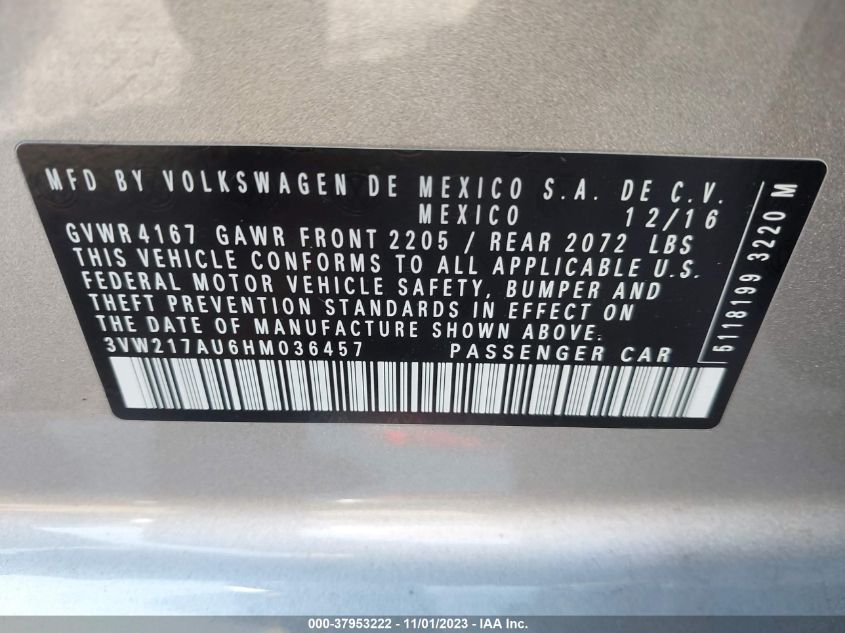 MFD BY VOLKSWAGEN DE MEXICO S.A. DE C.V.
MEXICO 12/16
GVWR 4167 GAWR FRONT 2205 / REAR 2072 LBS
THIS VEHICLE CONFORMS TO ALL APPLICABLE U.S.
FEDERAL MOTOR VEHICLE SAFETY, BUMPER AND
THEFT PREVENTION STANDARDS IN EFFECT ON
THE DATE OF MANUFACTURE SHOWN ABOVE.
3VW217AU6HM036457 PASSENGER CAR
5118199 3220 M
000-37953222 - 11/01/2023 - IAA Inc.